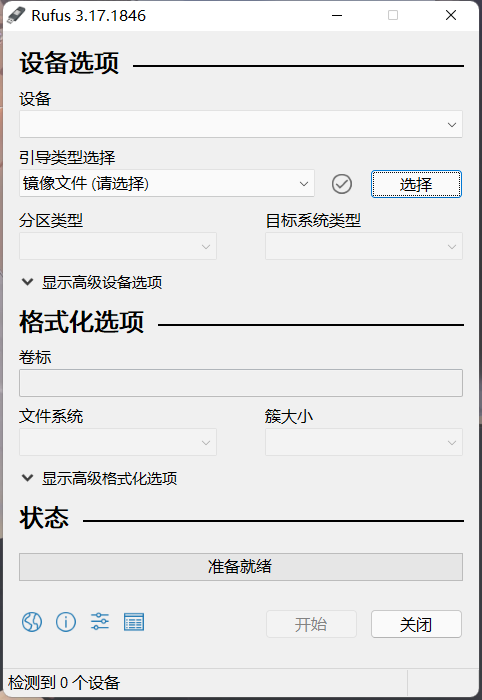 Rufus 3.17.1846
设备选项
设备
引导类型选择
镜像文件 (请选择)
选择
分区类型
目标系统类型
显示高级设备选项
格式化选项
卷标
文件系统
簇大小
显示高级格式化选项
状态
准备就绪
开始
关闭
检测到 0 个设备